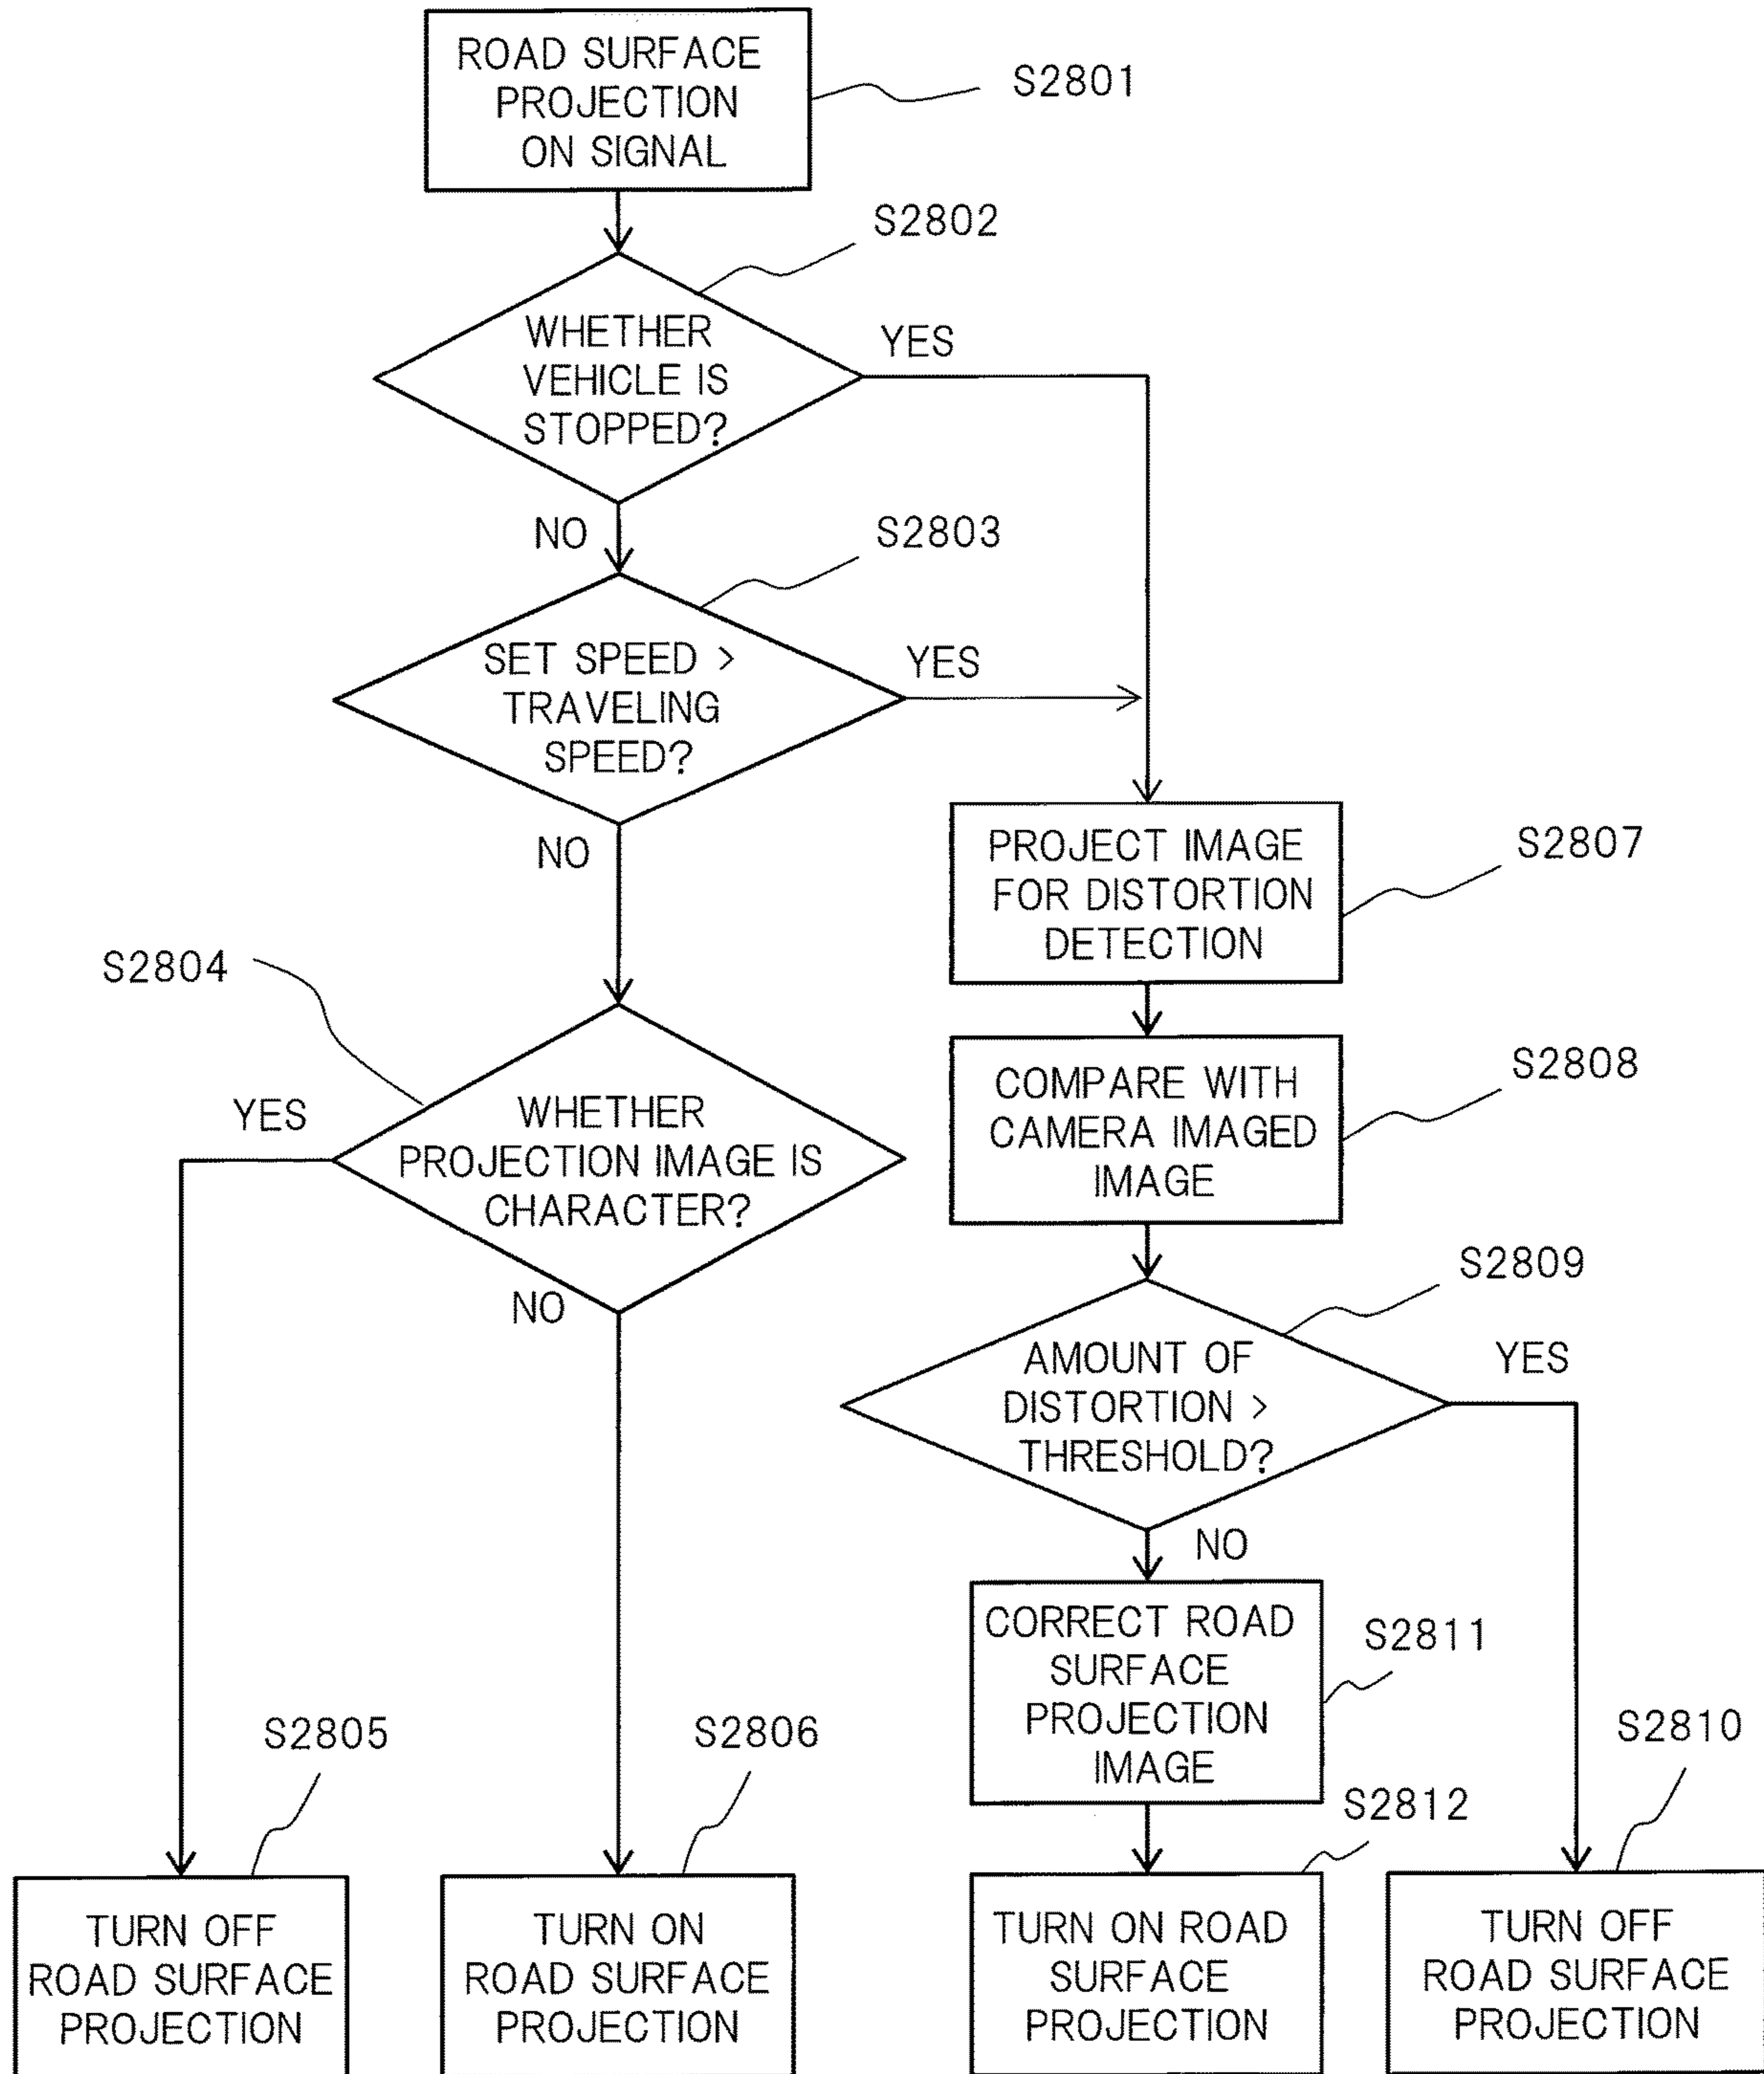 ROAD SURFACE
PROJECTION
ON SIGNAL
S2801
S2802
WHETHER
VEHICLE IS
STOPPED?
YES
NO
S2803
SET SPEED >
TRAVELING
SPEED?
YES
NO
PROJECT IMAGE
FOR DISTORTION
DETECTION
S2807
S2804
COMPARE WITH
CAMERA IMAGED
IMAGE
S2808
YES
WHETHER
PROJECTION IMAGE IS
CHARACTER?
NO
S2809
AMOUNT OF
DISTORTION >
THRESHOLD?
YES
NO
CORRECT ROAD
SURFACE
PROJECTION
IMAGE
S2811
S2805
S2806
S2810
S2812
TURN OFF
ROAD SURFACE
PROJECTION
TURN ON
ROAD SURFACE
PROJECTION
TURN ON ROAD
SURFACE
PROJECTION
TURN OFF
ROAD SURFACE
PROJECTION